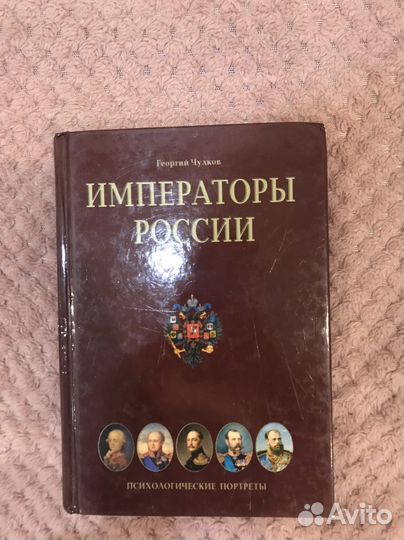 Георгий Чулков
ИМПЕРАТОРЫ
РОССИИ
ПСИХОЛОГИЧЕСКИЕ ПОРТРЕТЫ
Avito